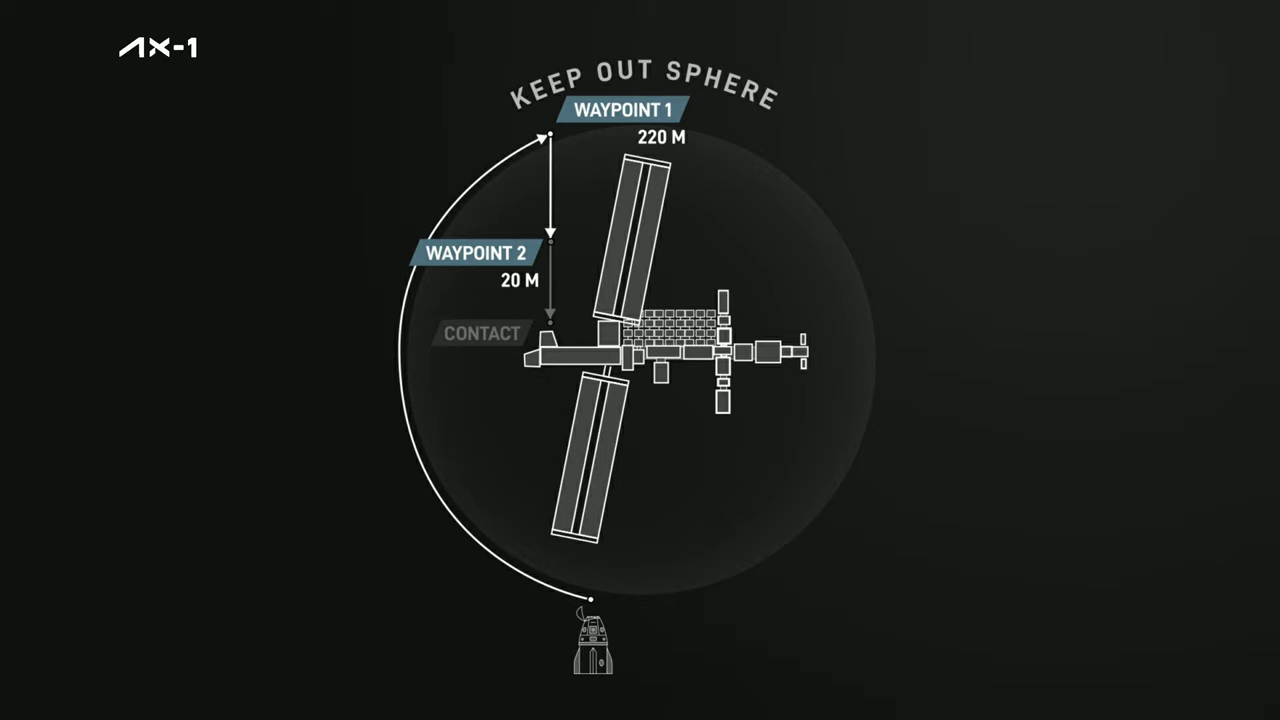 AX-1
KEEP OUT SPHERE
WAYPOINT 1
220 M
WAYPOINT 2
20 M
CONTACT